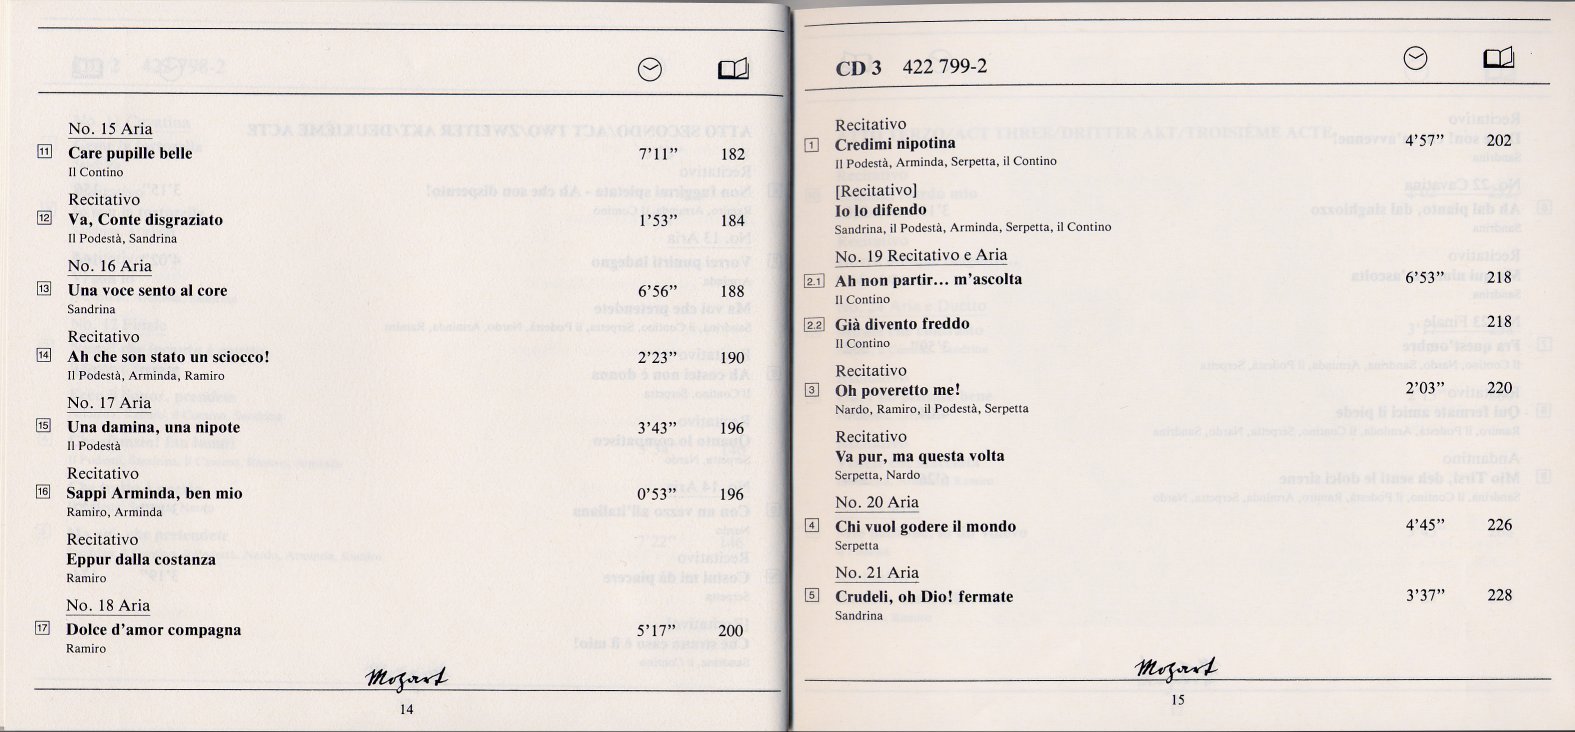 No. 15 Aria
11 Care pupille belle 7'11” 182
Il Contino
Recitativo
12 Va, Conte disgraziato 1'53” 184
Il Podestà, Sandrina
No. 16 Aria
13 Una voce sento al core 6'56” 188
Sandrina
Recitativo
14 Ah che son stato un sciocco! 2'23” 190
Il Podestà, Arminda, Ramiro
No. 17 Aria
15 Una damina, una nipote 3'43” 196
Il Podestà
Recitativo
16 Sappi Arminda, ben mio 0'53” 196
Ramiro, Arminda
Recitativo
Eppur dalla costanza
Ramiro
No. 18 Aria
17 Dolce d'amor compagna 5'17” 200
Ramiro
Mozart
14
CD 3 422 799-2
Recitativo
1 Credimi nipotina 4'57” 202
Il Podestà, Arminda, Serpetta, il Contino
[Recitativo]
Io lo difendo
Sandrina, il Podestà, Arminda, Serpetta, il Contino
No. 19 Recitativo e Aria
2.1 Ah non partir... m'ascolta 6'53” 218
Il Contino
2.2 Già divento freddo 218
Il Contino
Recitativo
3 Oh poveretto me! 2'03” 220
Nardo, Ramiro, il Podestà, Serpetta
Recitativo
Va pur, ma questa volta
Serpetta, Nardo
No. 20 Aria
4 Chi vuol godere il mondo 4'45” 226
Serpetta
No. 21 Aria
5 Crudeli, oh Dio! fermate 3'37” 228
Sandrina
Mozart
15